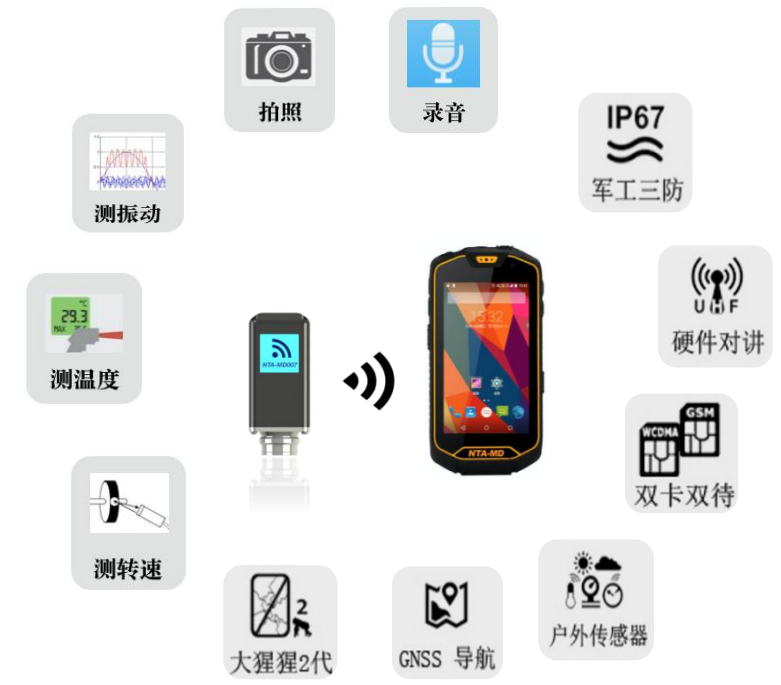 拍照
录音
IP67
军工三防
测振动
UHF
硬件对讲
℃
29.3
MAX
测温度
NTA-MD007
15:32
NTA-MD
WCDMA
GSM
双卡双待
测转速
2
大猩猩2代
GNSS 导航
户外传感器